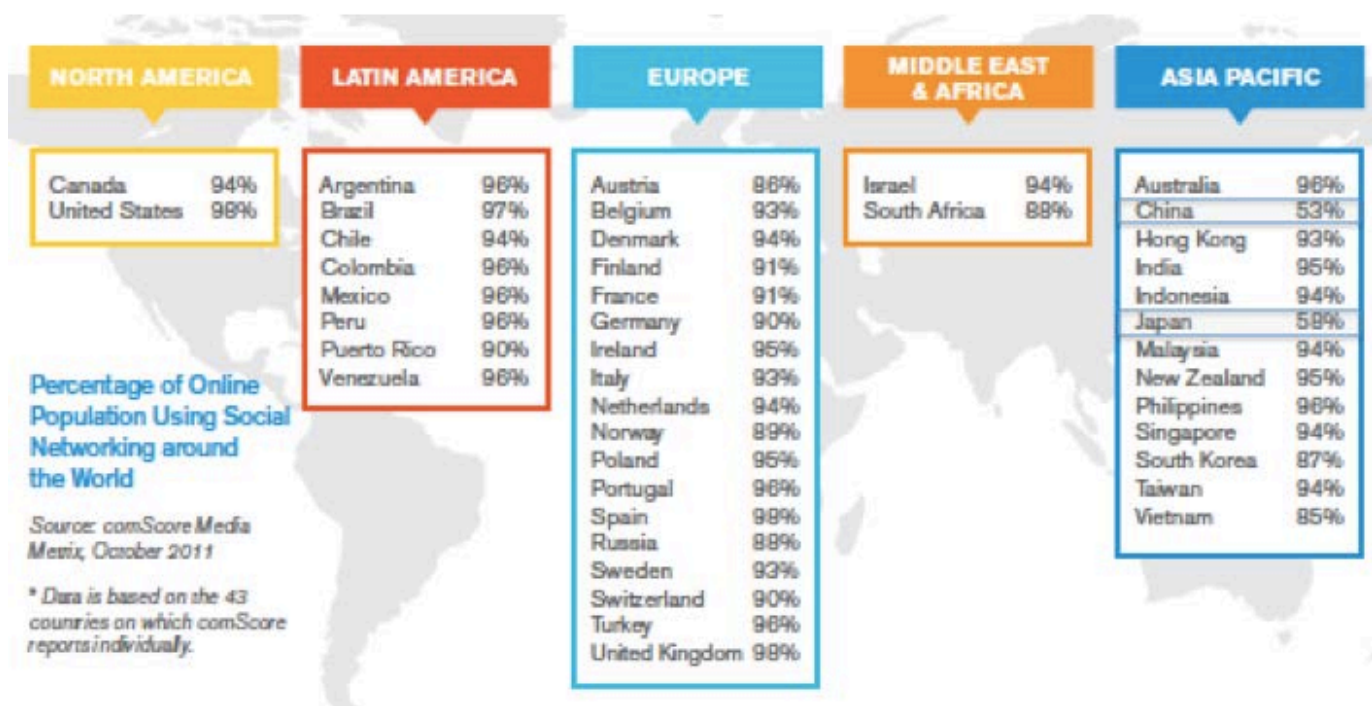 NORTH AMERICA
Canada 94%
United States 98%
LATIN AMERICA
Argentina 96%
Brazil 97%
Chile 94%
Colombia 96%
Mexico 96%
Peru 96%
Puerto Rico 90%
Venezuela 96%
EUROPE
Austria 86%
Belgium 93%
Denmark 94%
Finland 91%
France 91%
Germany 90%
Ireland 95%
Italy 93%
Netherlands 94%
Norway 89%
Poland 95%
Portugal 96%
Spain 98%
Russia 88%
Sweden 93%
Switzerland 90%
Turkey 96%
United Kingdom 98%
MIDDLE EAST
& AFRICA
Israel 94%
South Africa 88%
ASIA PACIFIC
Australia 96%
China 53%
Hong Kong 93%
India 95%
Indonesia 94%
Japan 58%
Malaysia 94%
New Zealand 95%
Philippines 96%
Singapore 94%
South Korea 87%
Taiwan 94%
Vietnam 85%
Percentage of Online
Population Using Social
Networking around
the World
Source: comScore Media
Metrix, October 2011
* Data is based on the 43
countries on which comScore
reports individually.